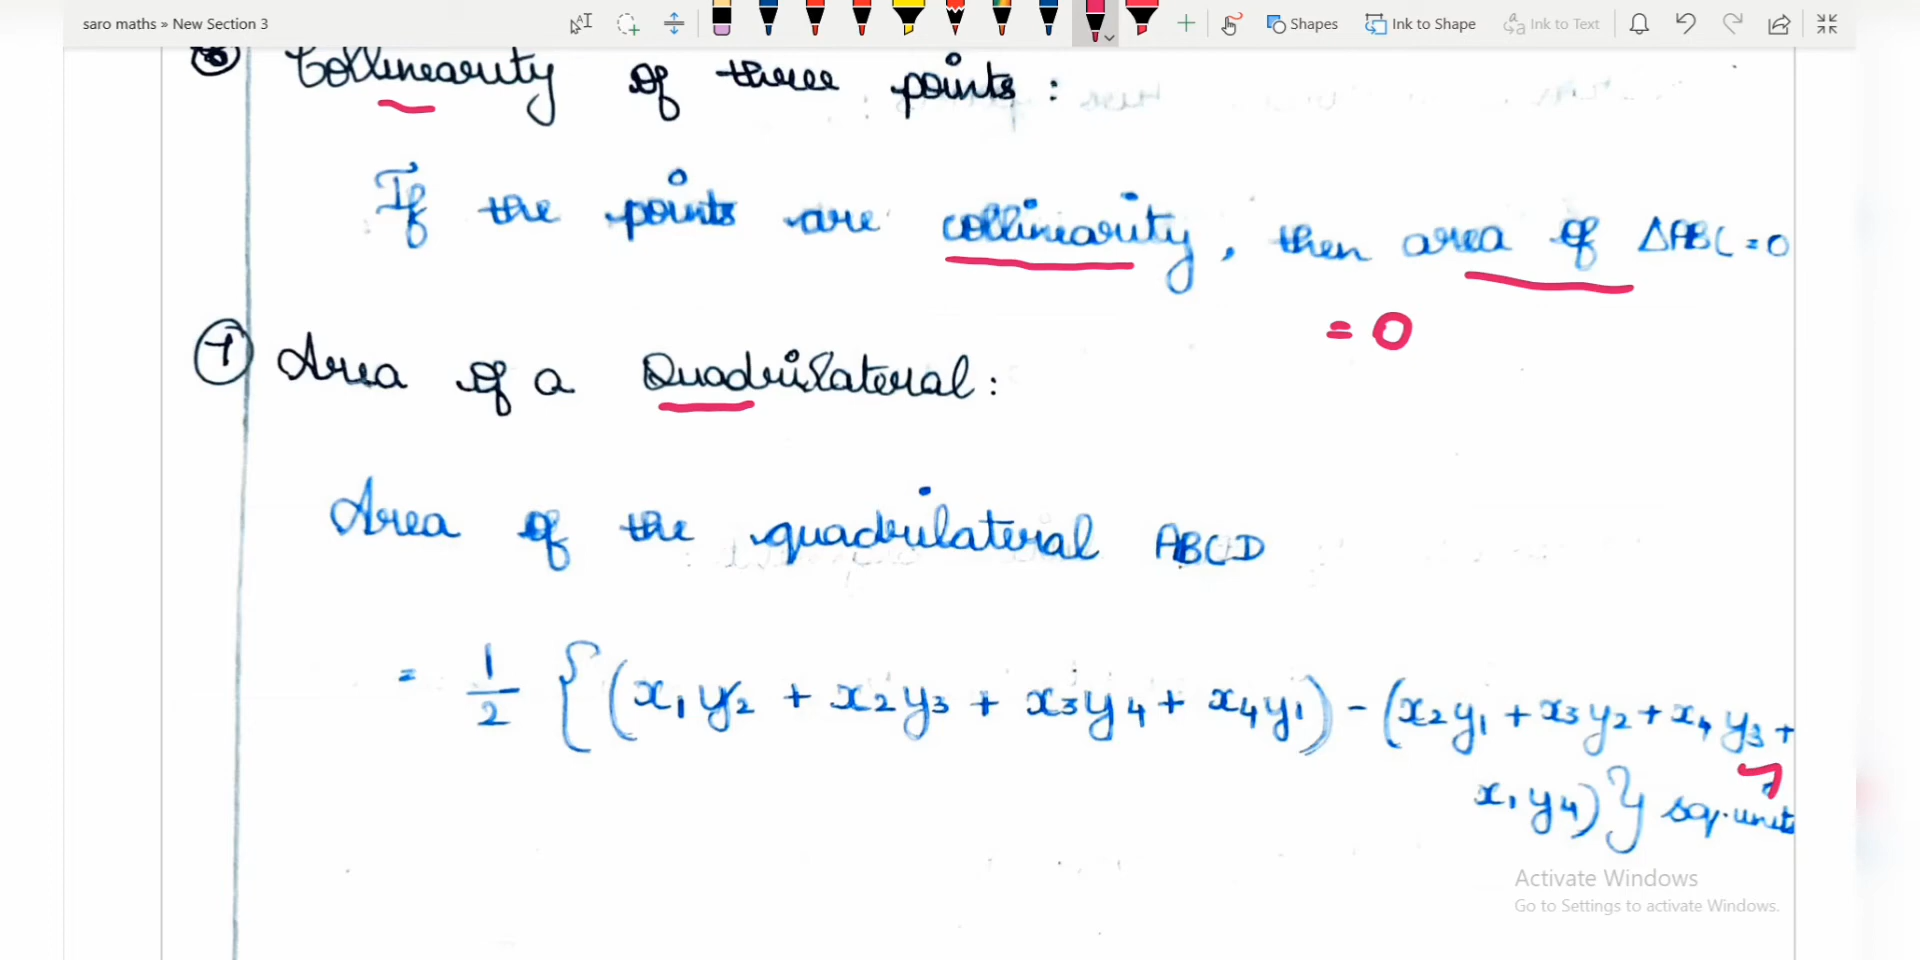 saro maths » New Section 3
Shapes
Ink to Shape
Ink to Text
Collinearity of three points :
If the points are collinearity, then area of ΔABC = 0
= 0
7 Area of a Quadrilateral :
Area of the quadrilateral ABCD
= 1/2 { (x₁y₂ + x₂y₃ + x₃y₄ + x₄y₁) - (x₂y₁ + x₃y₂ + x₄y₃ +
x₁y₄) } sq. units
Activate Windows
Go to Settings to activate Windows.